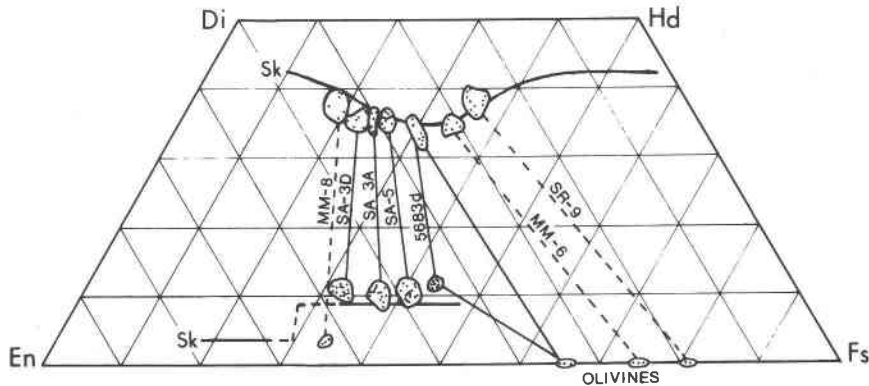 Di
Hd
Sk
MM-8
SA-3D
SA 3A
SA-5
5683d
MM-6
SR-9
Sk
En
Fs
OLIVINES